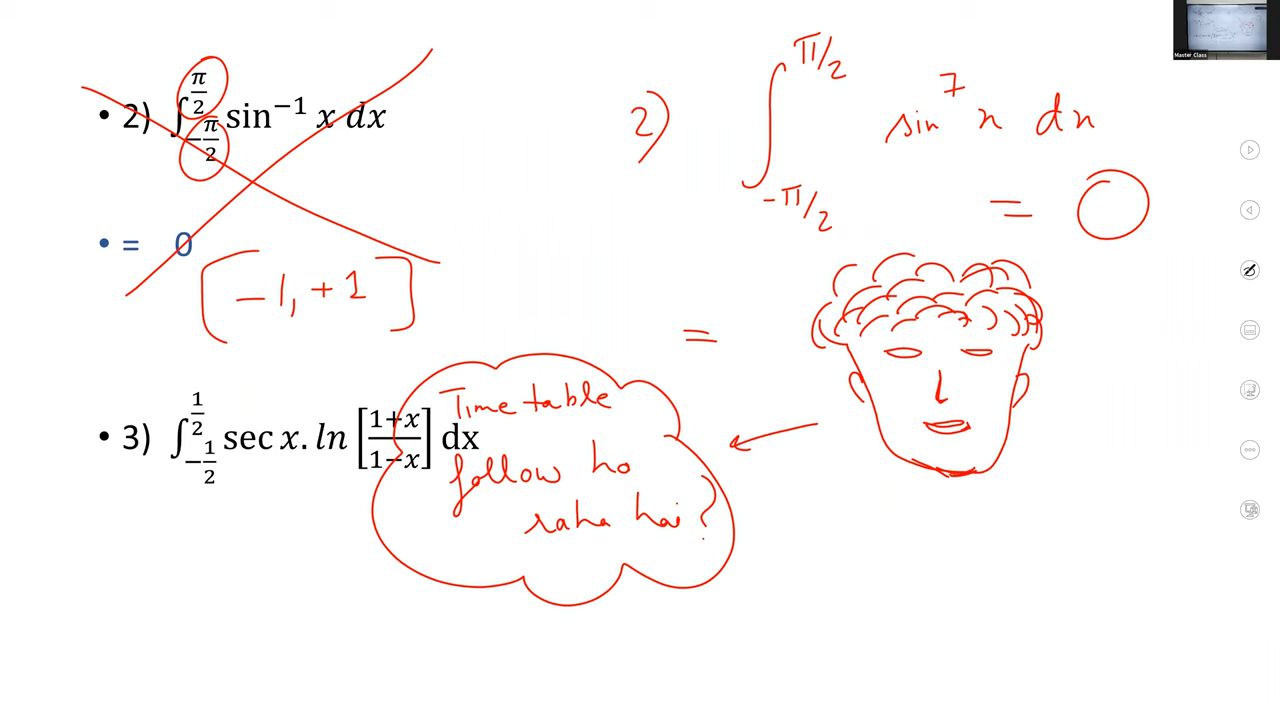 • 2) ∫_{-π/2}^{π/2} sin⁻¹ x dx
• = 0
[-1, +1]
• 3) ∫_{-1/2}^{1/2} sec x. ln [(1+x)/(1−x)] dx
2) ∫_{-π/2}^{π/2} sin⁷ x dx
= 0
=
Time table
follow ho
raha hai ?
Master Class